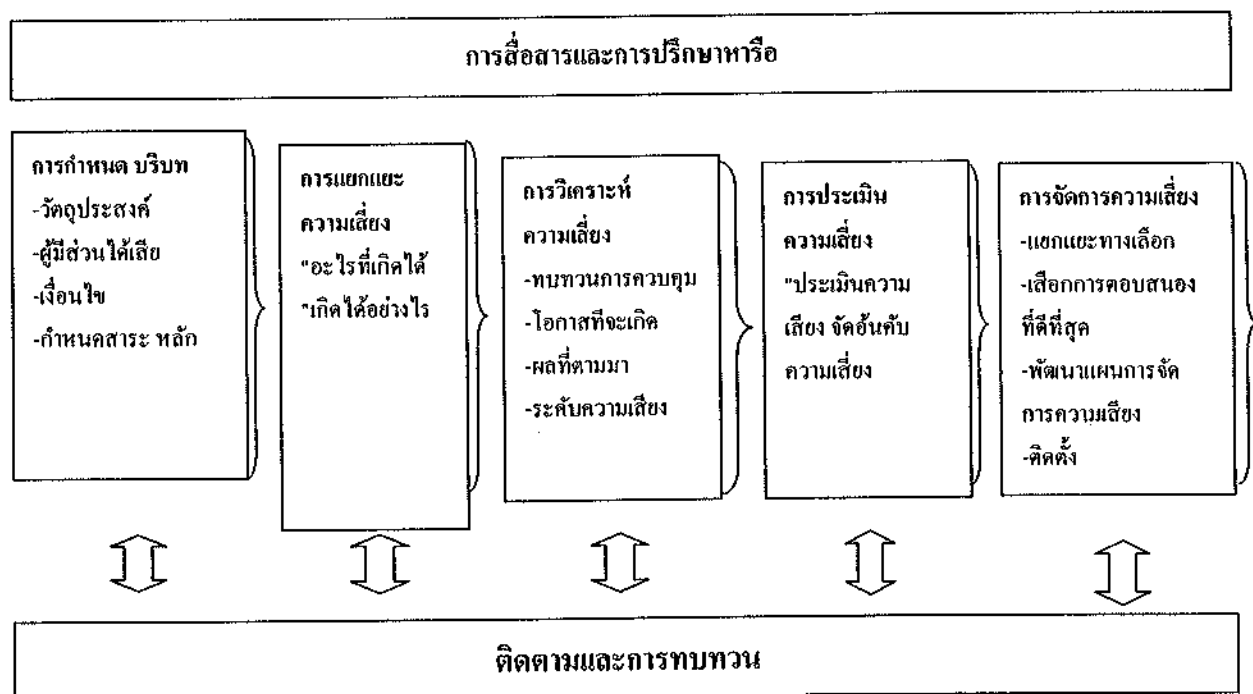 การสื่อสารและการปรึกษาหารือ
การกำหนด บริบท
-วัตถุประสงค์
-ผู้มีส่วนได้เสีย
-เงื่อนไข
-กำหนดสาระ หลัก
การแยกแยะ
ความเสี่ยง
"อะไรที่เกิดได้
"เกิดได้อย่างไร
การวิเคราะห์
ความเสี่ยง
-ทบทวนการควบคุม
-โอกาสที่จะเกิด
-ผลที่ตามมา
-ระดับความเสี่ยง
การประเมิน
ความเสี่ยง
"ประเมินความ
เสี่ยง จัดอันดับ
ความเสี่ยง
การจัดการความเสี่ยง
-แยกแยะทางเลือก
-เลือกการตอบสนอง
ที่ดีที่สุด
-พัฒนาแผนการจัด
การความเสี่ยง
-ติดตั้ง
ติดตามและการทบทวน